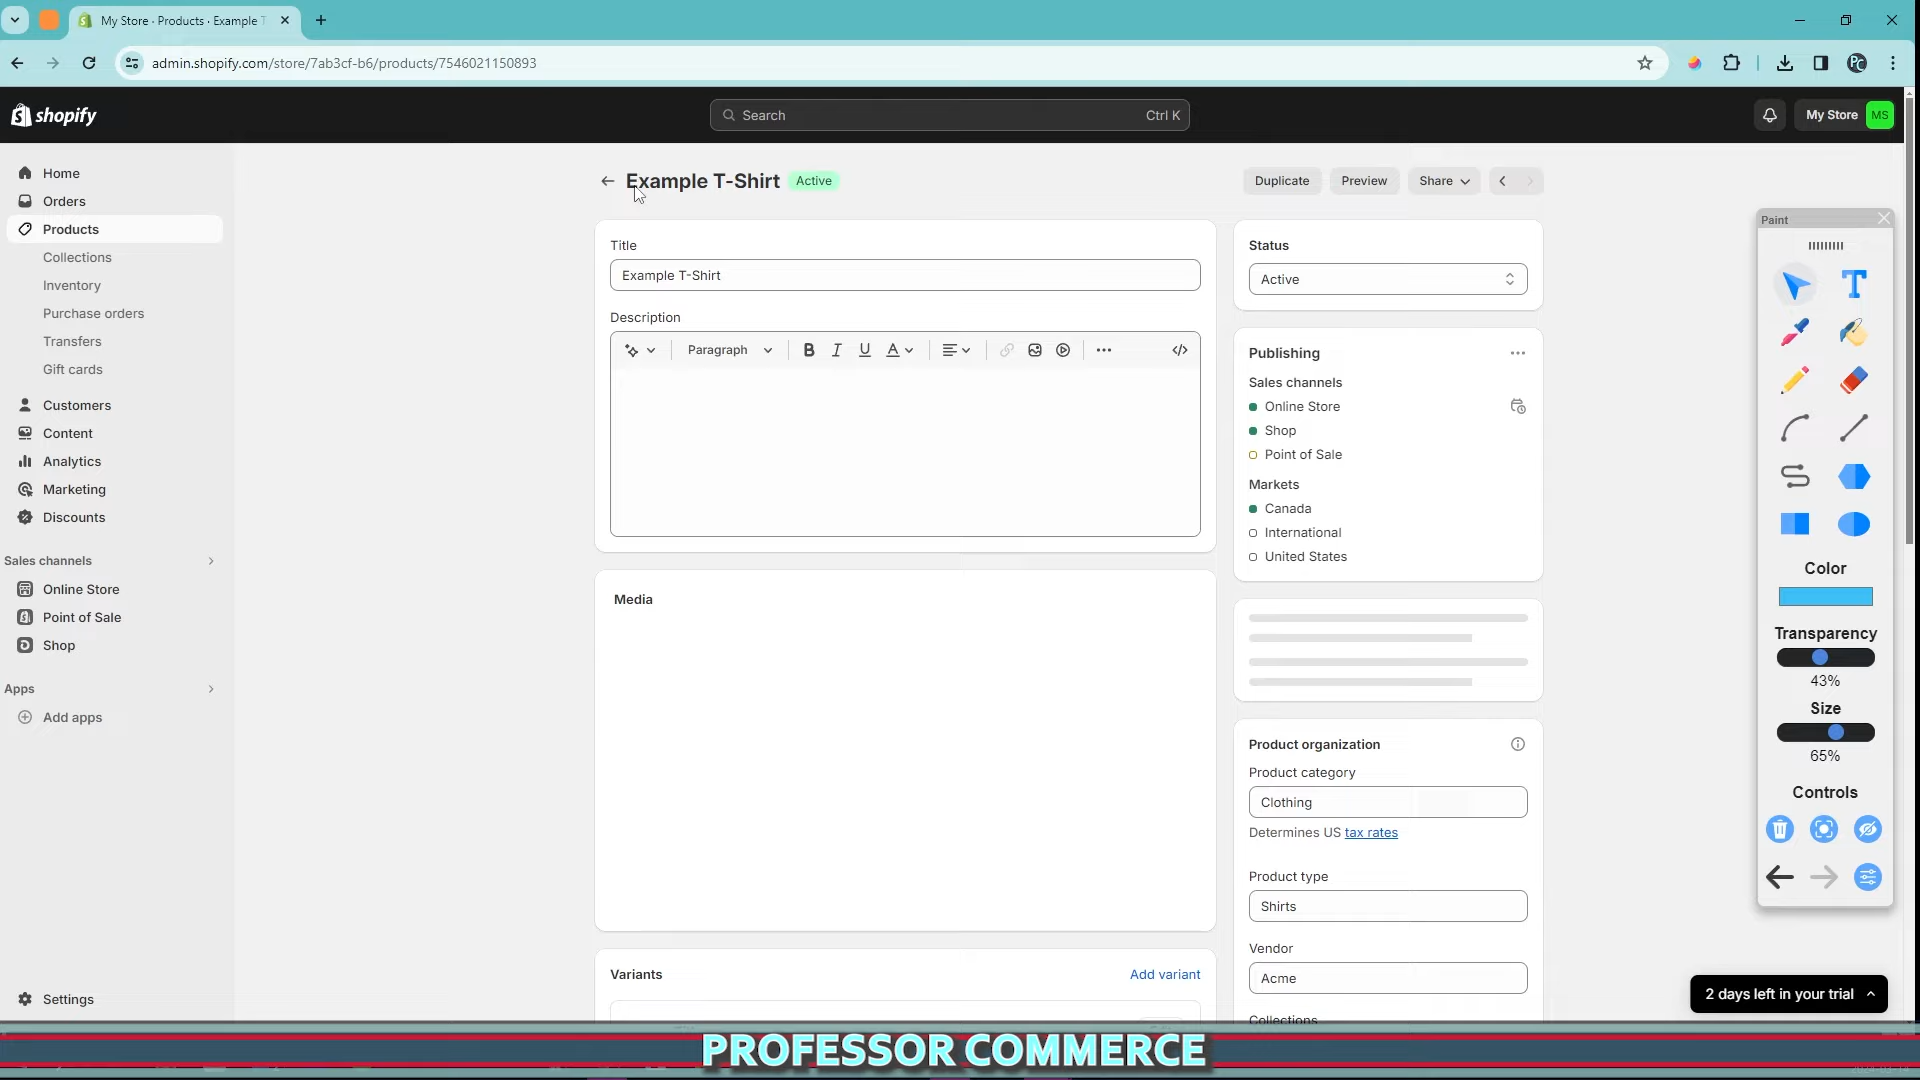 My Store · Products · Example T
admin.shopify.com/store/7ab3cf-b6/products/7546021150893
shopify
Search
Ctrl K
My Store
MS
Home
Orders
Products
Collections
Inventory
Purchase orders
Transfers
Gift cards
Customers
Content
Analytics
Marketing
Discounts
Sales channels
Online Store
Point of Sale
Shop
Apps
Add apps
Settings
Example T-Shirt
Active
Duplicate
Preview
Share
Title
Example T-Shirt
Description
Paragraph
B I U A
Media
Variants
Add variant
Status
Active
Publishing
Sales channels
Online Store
Shop
Point of Sale
Markets
Canada
International
United States
Product organization
Product category
Clothing
Determines US tax rates
Product type
Shirts
Vendor
Acme
Collections
Paint
T
Color
Transparency
43%
Size
65%
Controls
2 days left in your trial
PROFESSOR COMMERCE